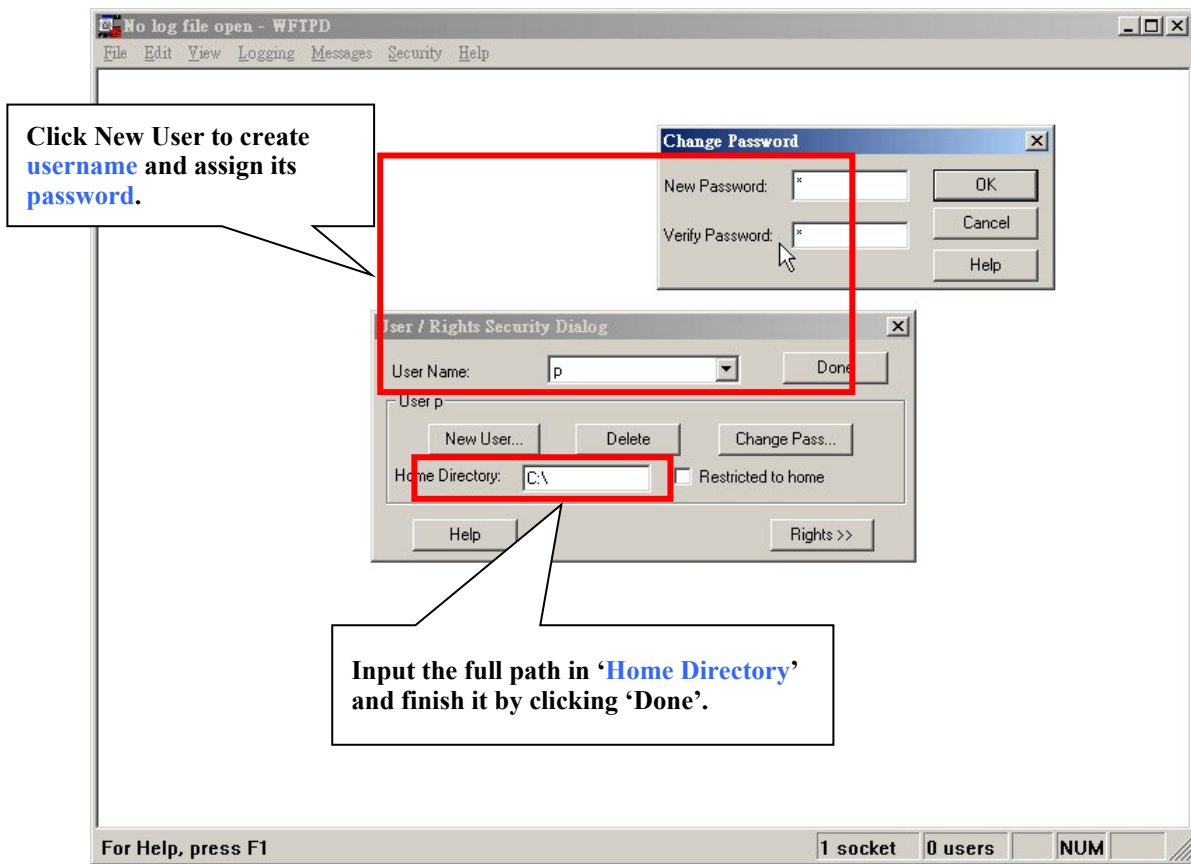 No log file open - WFTPD
File Edit View Logging Messages Security Help
Click New User to create
username and assign its
password.
Change Password
New Password: *
OK
Verify Password: *
Cancel
Help
User / Rights Security Dialog
User Name: p
Done
User p
New User... Delete Change Pass...
Home Directory: C:\ Restricted to home
Help Rights >>
Input the full path in ‘Home Directory’
and finish it by clicking ‘Done’.
For Help, press F1 1 socket 0 users NUM